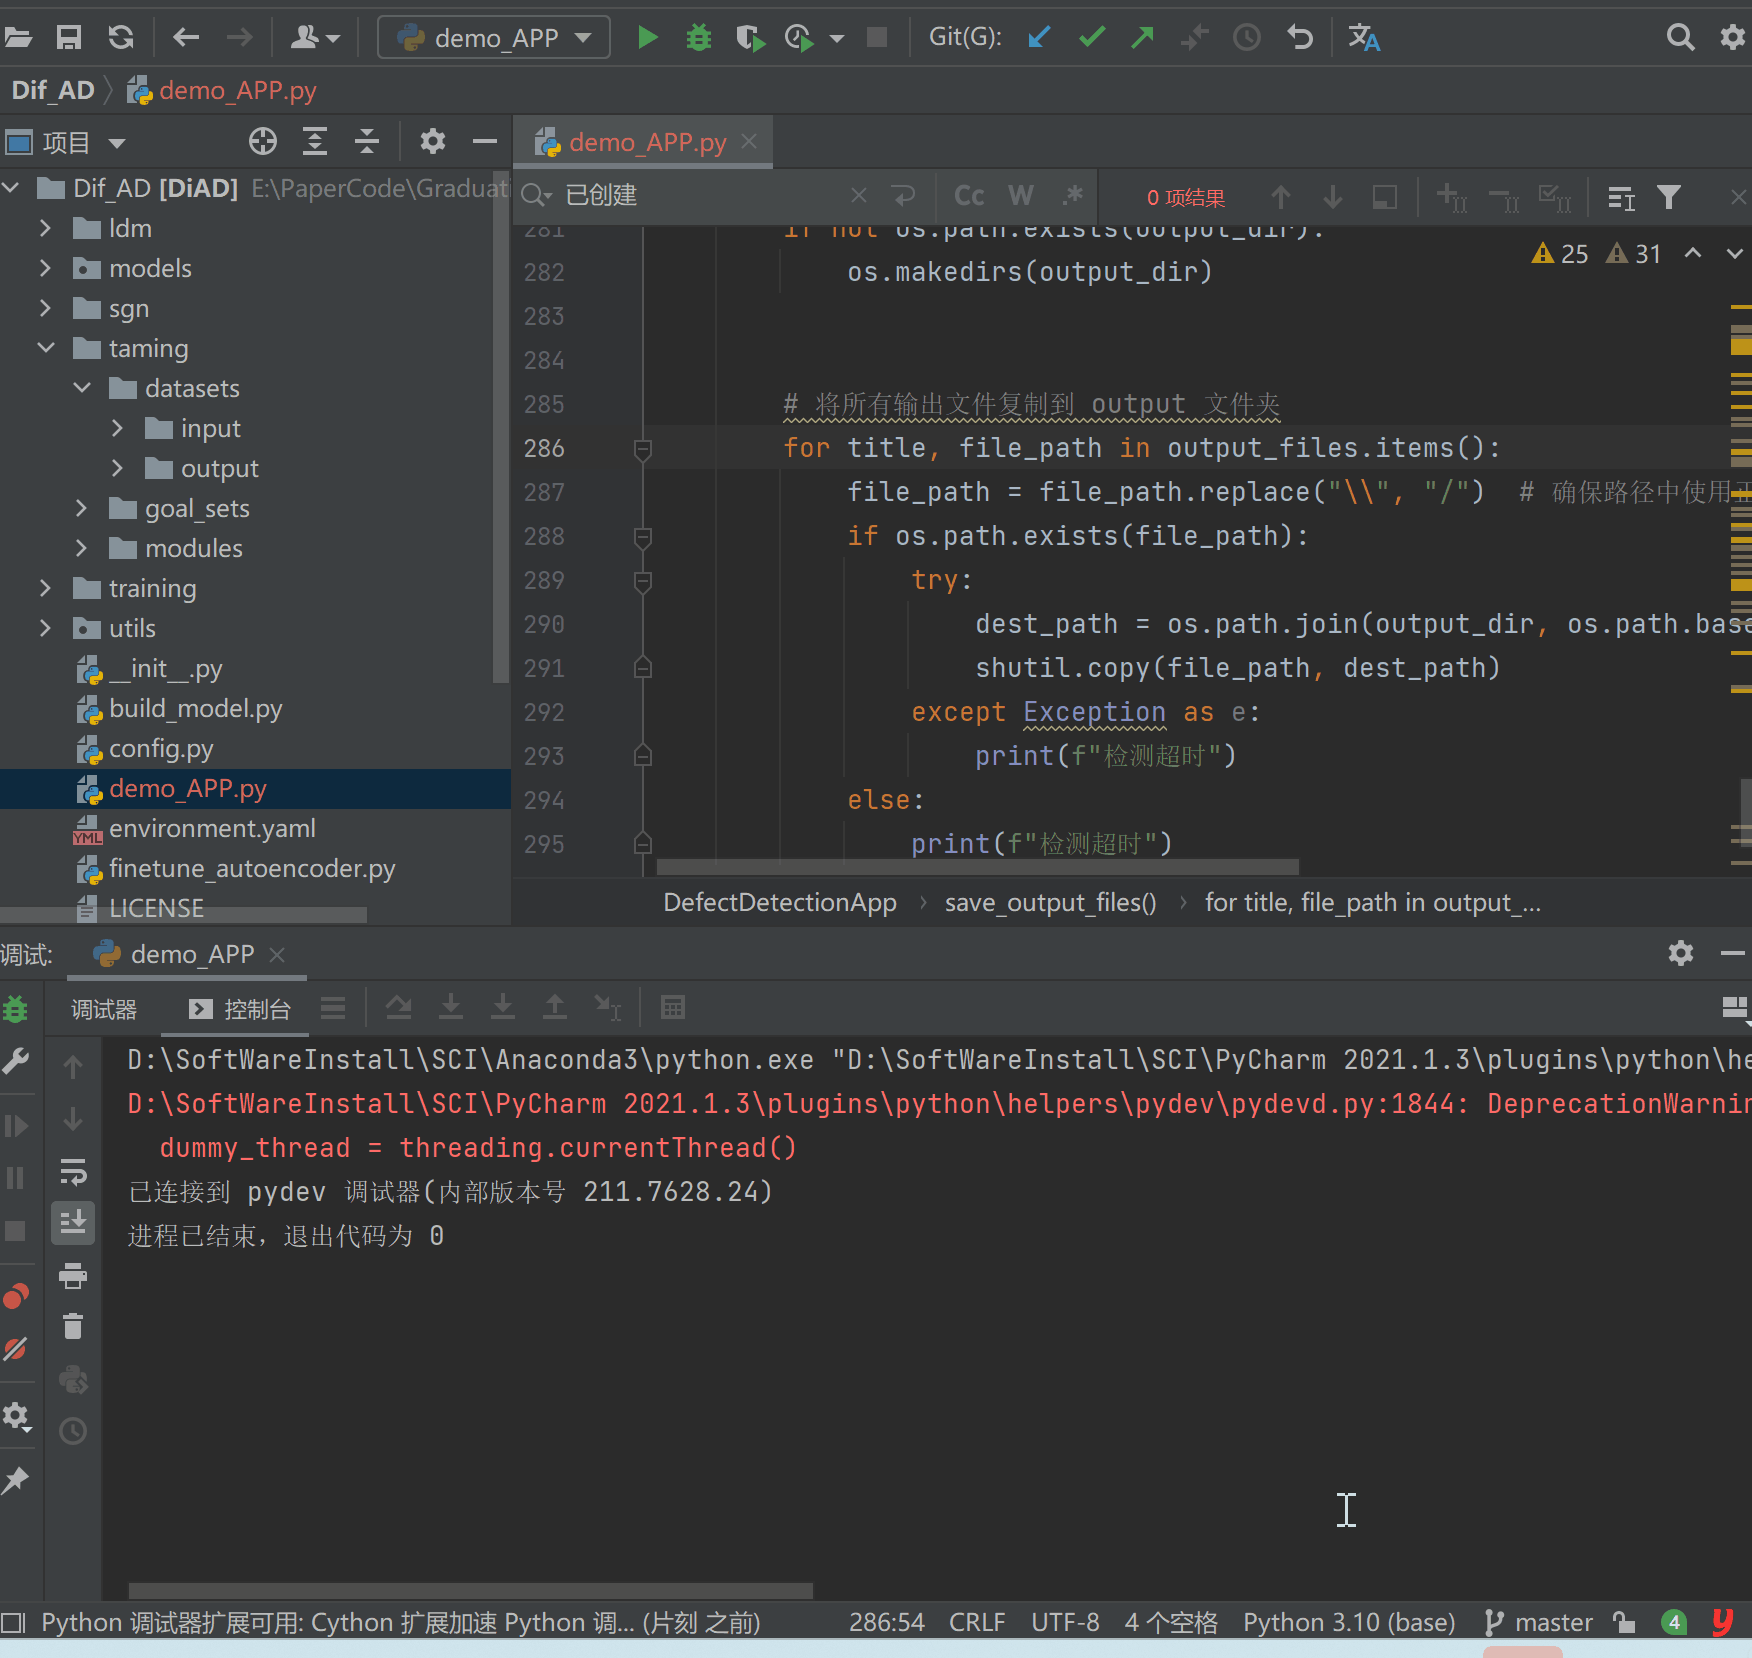 demo_APP
Git(G):
Dif_AD
demo_APP.py
项目
demo_APP.py
Dif_AD [DiAD] E:\PaperCode\Graduati
ldm
models
sgn
taming
datasets
input
output
goal_sets
modules
training
utils
__init__.py
build_model.py
config.py
demo_APP.py
YML environment.yaml
finetune_autoencoder.py
LICENSE
已创建
Cc W .*
0 项结果
25 31
281 if not os.path.exists(output_dir):
282 os.makedirs(output_dir)
283
284
285 # 将所有输出文件复制到 output 文件夹
286 for title, file_path in output_files.items():
287 file_path = file_path.replace("\\", "/") # 确保路径中使用正
288 if os.path.exists(file_path):
289 try:
290 dest_path = os.path.join(output_dir, os.path.base
291 shutil.copy(file_path, dest_path)
292 except Exception as e:
293 print(f"检测超时")
294 else:
295 print(f"检测超时")
DefectDetectionApp › save_output_files() › for title, file_path in output_...
调试:
demo_APP
调试器
控制台
D:\SoftWareInstall\SCI\Anaconda3\python.exe "D:\SoftWareInstall\SCI\PyCharm 2021.1.3\plugins\python\he
D:\SoftWareInstall\SCI\PyCharm 2021.1.3\plugins\python\helpers\pydev\pydevd.py:1844: DeprecationWarnin
dummy_thread = threading.currentThread()
已连接到 pydev 调试器(内部版本号 211.7628.24)
进程已结束，退出代码为 0
Python 调试器扩展可用: Cython 扩展加速 Python 调... (片刻 之前)
286:54 CRLF UTF-8 4 个空格 Python 3.10 (base) master 4